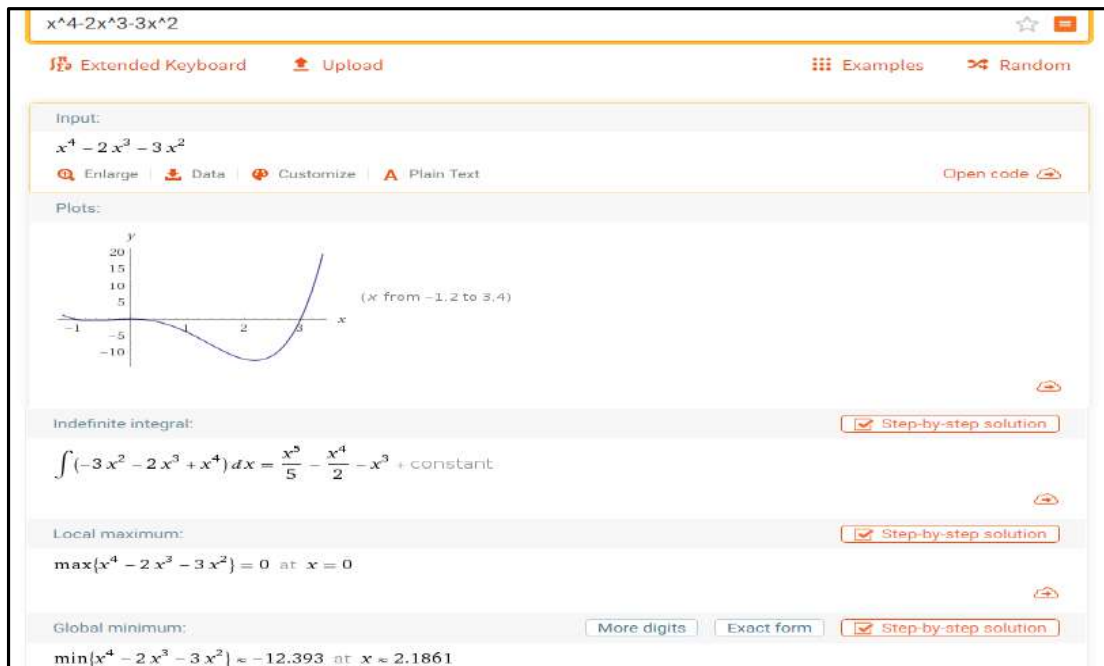 x^4-2x^3-3x^2
Extended Keyboard Upload Examples Random
Input:
x⁴ − 2 x³ − 3 x²
Enlarge Data Customize A Plain Text Open code
Plots:
y
20
15
10
5
(x from −1.2 to 3.4)
−1 1 2 3 x
−5
−10
Indefinite integral: Step-by-step solution
∫(−3 x² − 2 x³ + x⁴) dx = x⁵/5 − x⁴/2 − x³ + constant
Local maximum: Step-by-step solution
max{x⁴ − 2 x³ − 3 x²} = 0 at x = 0
Global minimum: More digits Exact form Step-by-step solution
min{x⁴ − 2 x³ − 3 x²} ≈ −12.393 at x ≈ 2.1861